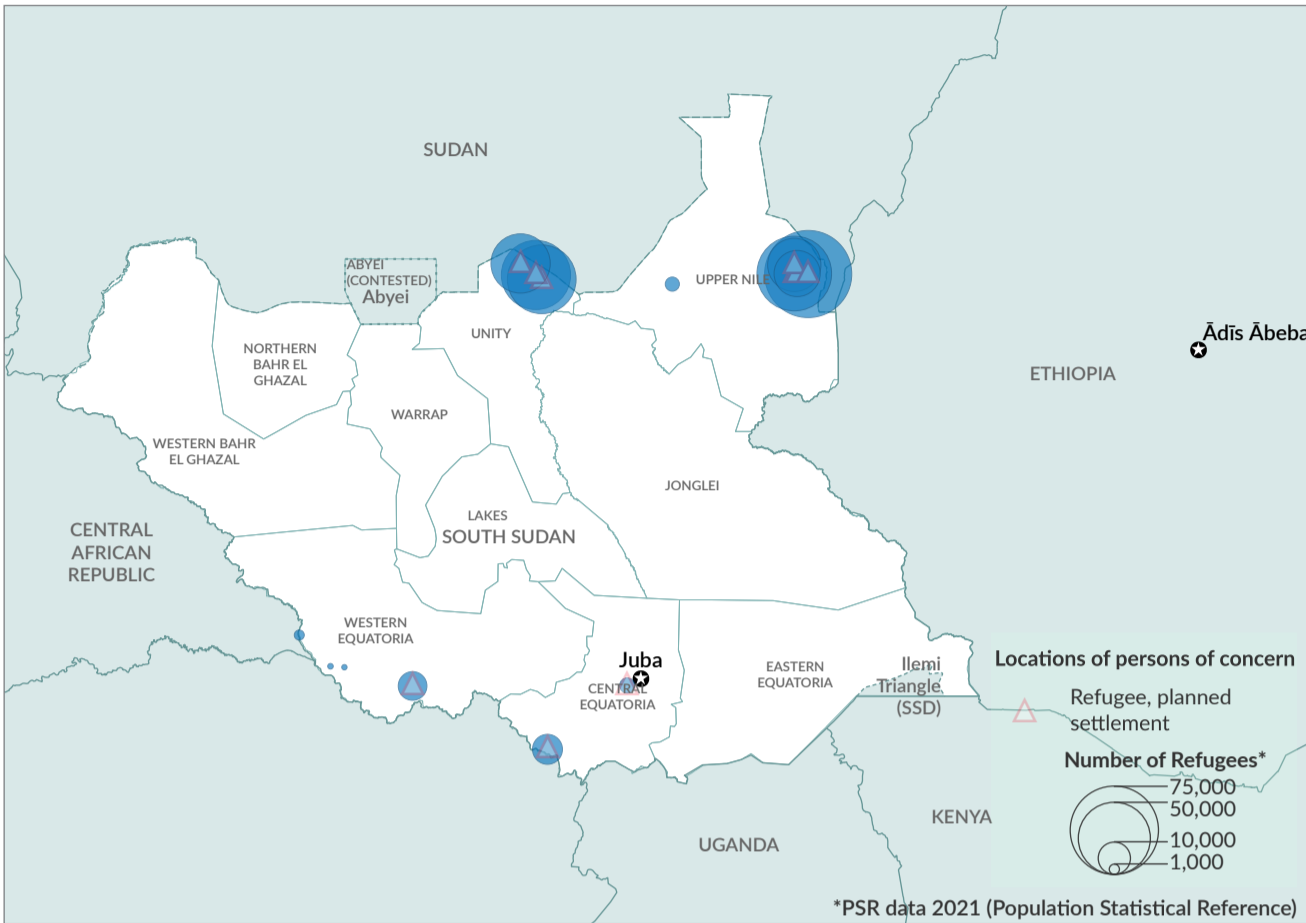 SUDAN
ABYEI
(CONTESTED)
Abyei
UPPER NILE
UNITY
Ādīs Ābeba
NORTHERN
BAHR EL
GHAZAL
ETHIOPIA
WARRAP
WESTERN BAHR
EL GHAZAL
JONGLEI
LAKES
SOUTH SUDAN
CENTRAL
AFRICAN
REPUBLIC
WESTERN
EQUATORIA
Juba
CENTRAL
EQUATORIA
EASTERN
EQUATORIA
Ilemi
Triangle
(SSD)
Locations of persons of concern
Refugee, planned
settlement
Number of Refugees*
75,000
50,000
10,000
1,000
KENYA
UGANDA
*PSR data 2021 (Population Statistical Reference)